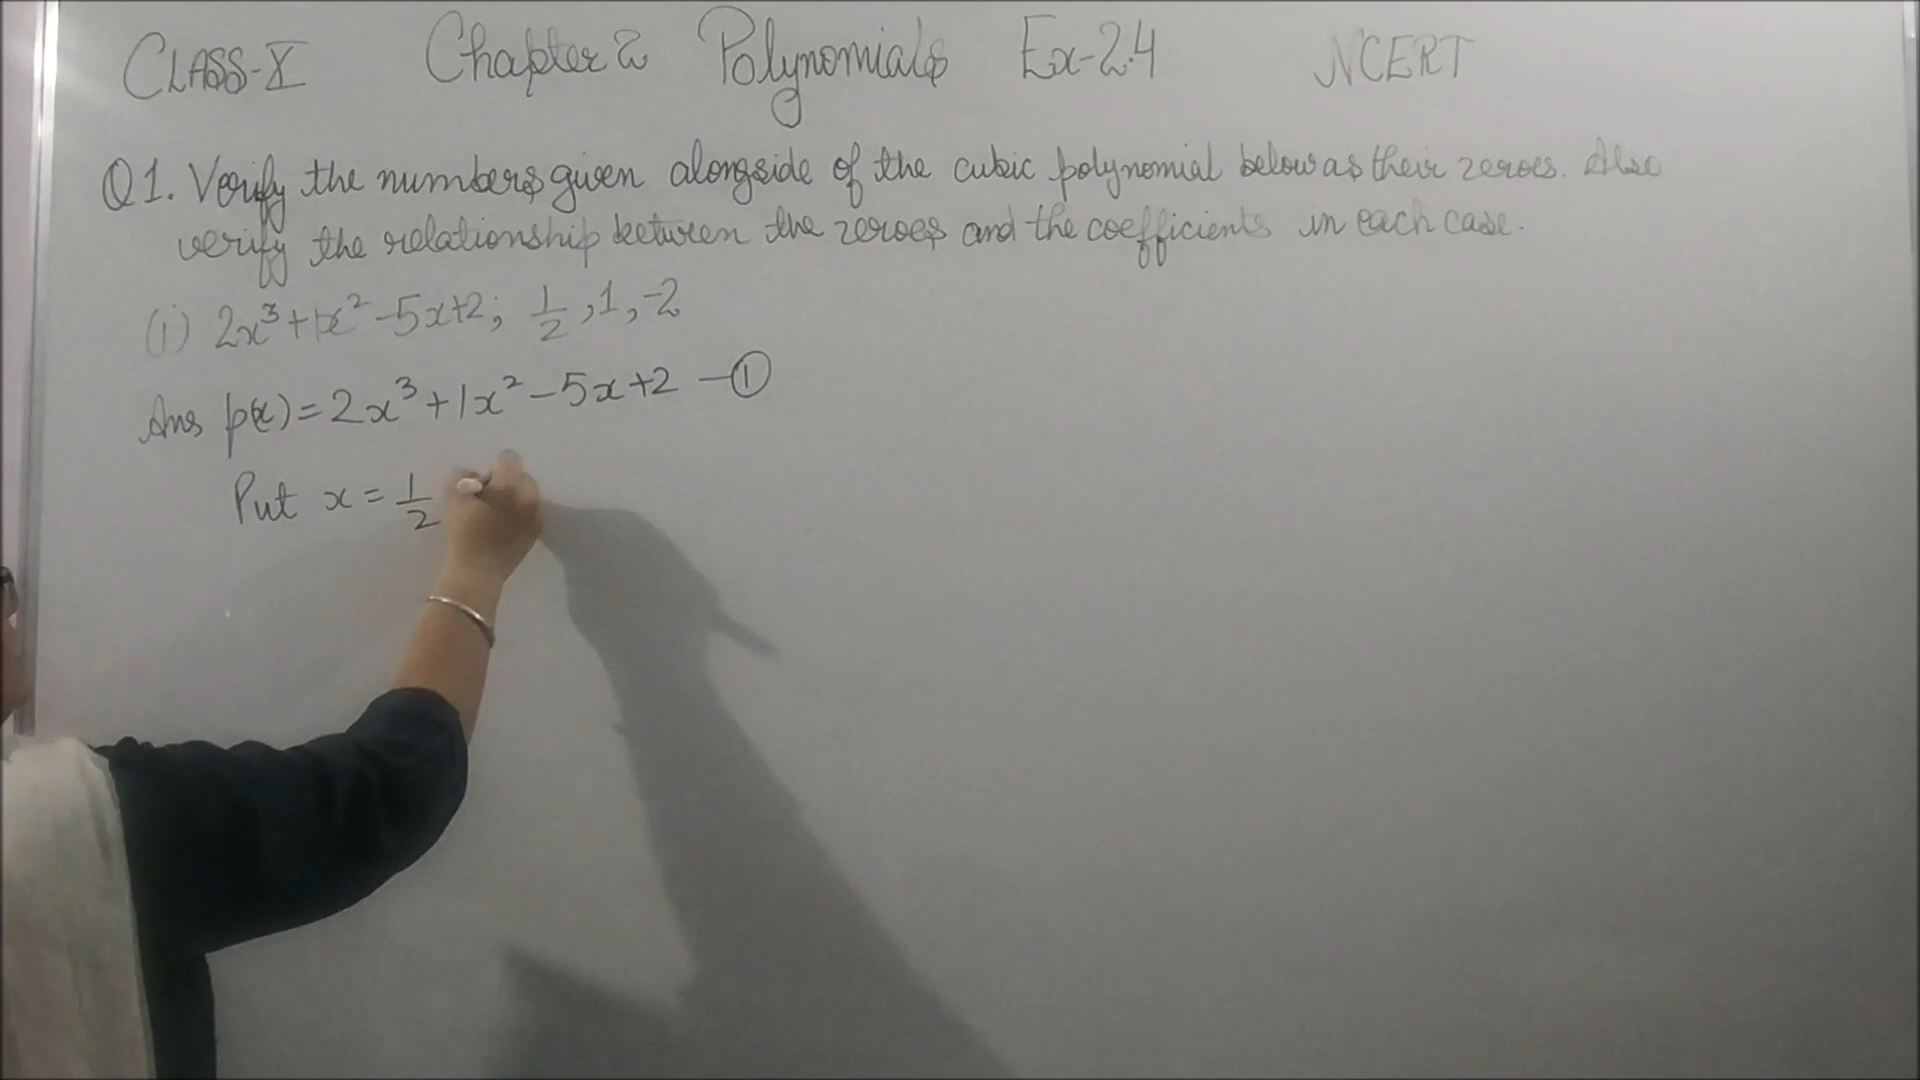 CLASS-X Chapter 2 Polynomials Ex-2.4 NCERT
Q1. Verify the numbers given alongside of the cubic polynomial below as their zeroes. Also
verify the relationship between the zeroes and the coefficients in each case.
(i) 2x³+1x²-5x+2; 1/2, 1, -2
Ans p(x) = 2x³+1x²-5x+2 —①
Put x = 1/2